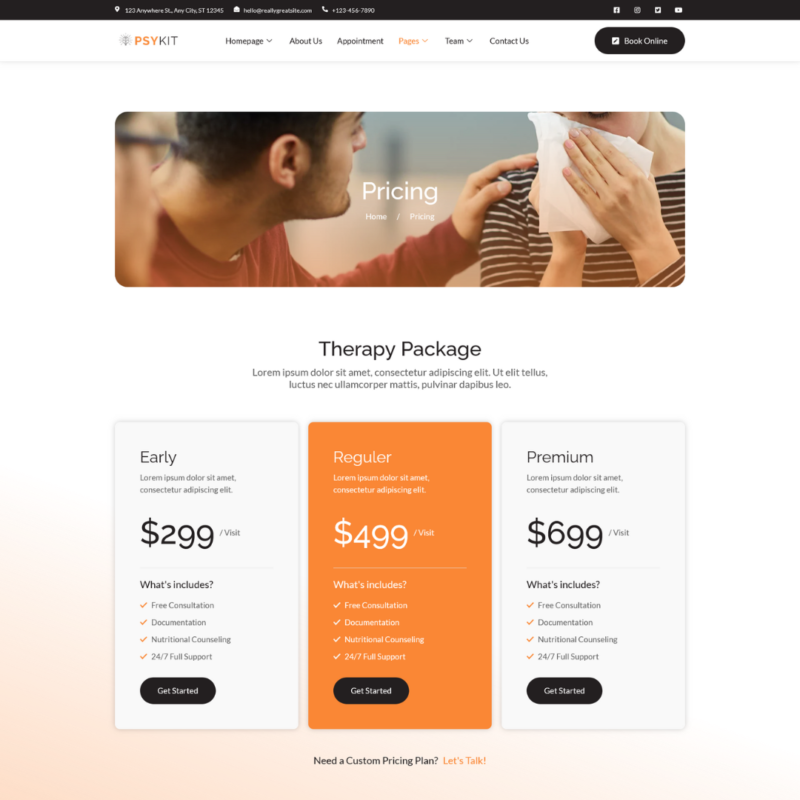 123 Anywhere St., Any City, ST 12345 hello@reallygreatsite.com +123-456-7890
PSYKIT Homepage About Us Appointment Pages Team Contact Us Book Online
Pricing
Home / Pricing
Therapy Package
Lorem ipsum dolor sit amet, consectetur adipiscing elit. Ut elit tellus,
luctus nec ullamcorper mattis, pulvinar dapibus leo.
Early
Lorem ipsum dolor sit amet,
consectetur adipiscing elit.
$299 / Visit
What's includes?
Free Consultation
Documentation
Nutritional Counseling
24/7 Full Support
Get Started
Reguler
Lorem ipsum dolor sit amet,
consectetur adipiscing elit.
$499 / Visit
What's includes?
Free Consultation
Documentation
Nutritional Counseling
24/7 Full Support
Get Started
Premium
Lorem ipsum dolor sit amet,
consectetur adipiscing elit.
$699 / Visit
What's includes?
Free Consultation
Documentation
Nutritional Counseling
24/7 Full Support
Get Started
Need a Custom Pricing Plan? Let's Talk!